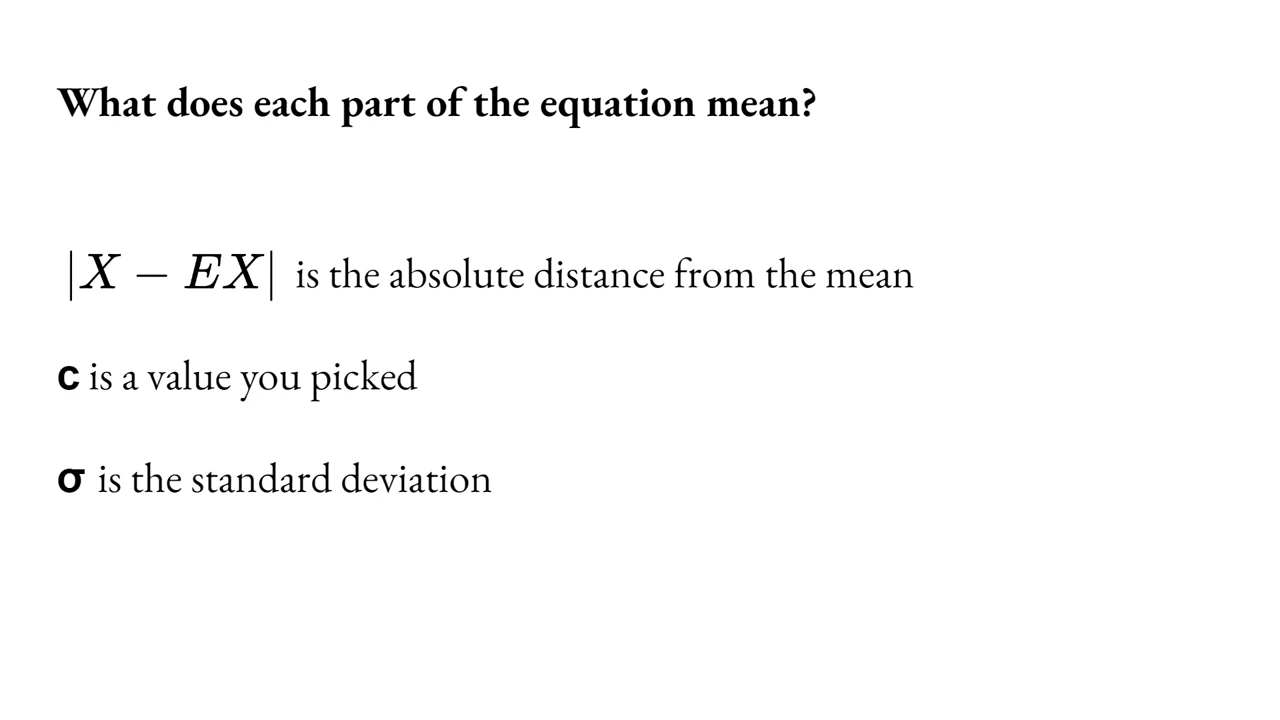 What does each part of the equation mean?
|X − EX| is the absolute distance from the mean
c is a value you picked
σ is the standard deviation